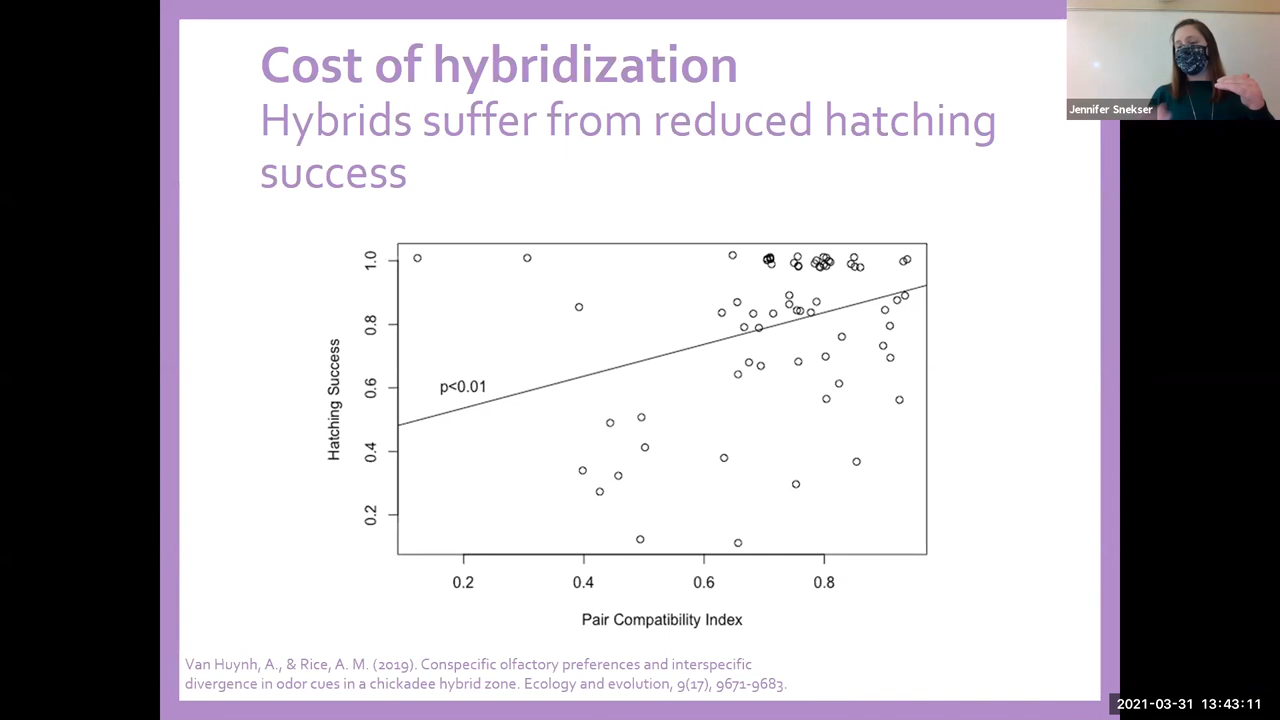 Cost of hybridization
Hybrids suffer from reduced hatching
success
Jennifer Snekser
1.0
0.8
0.6
0.4
0.2
Hatching Success
p<0.01
0.2 0.4 0.6 0.8
Pair Compatibility Index
Van Huynh, A., & Rice, A. M. (2019). Conspecific olfactory preferences and interspecific
divergence in odor cues in a chickadee hybrid zone. Ecology and evolution, 9(17), 9671-9683.
2021-03-31 13:43:11